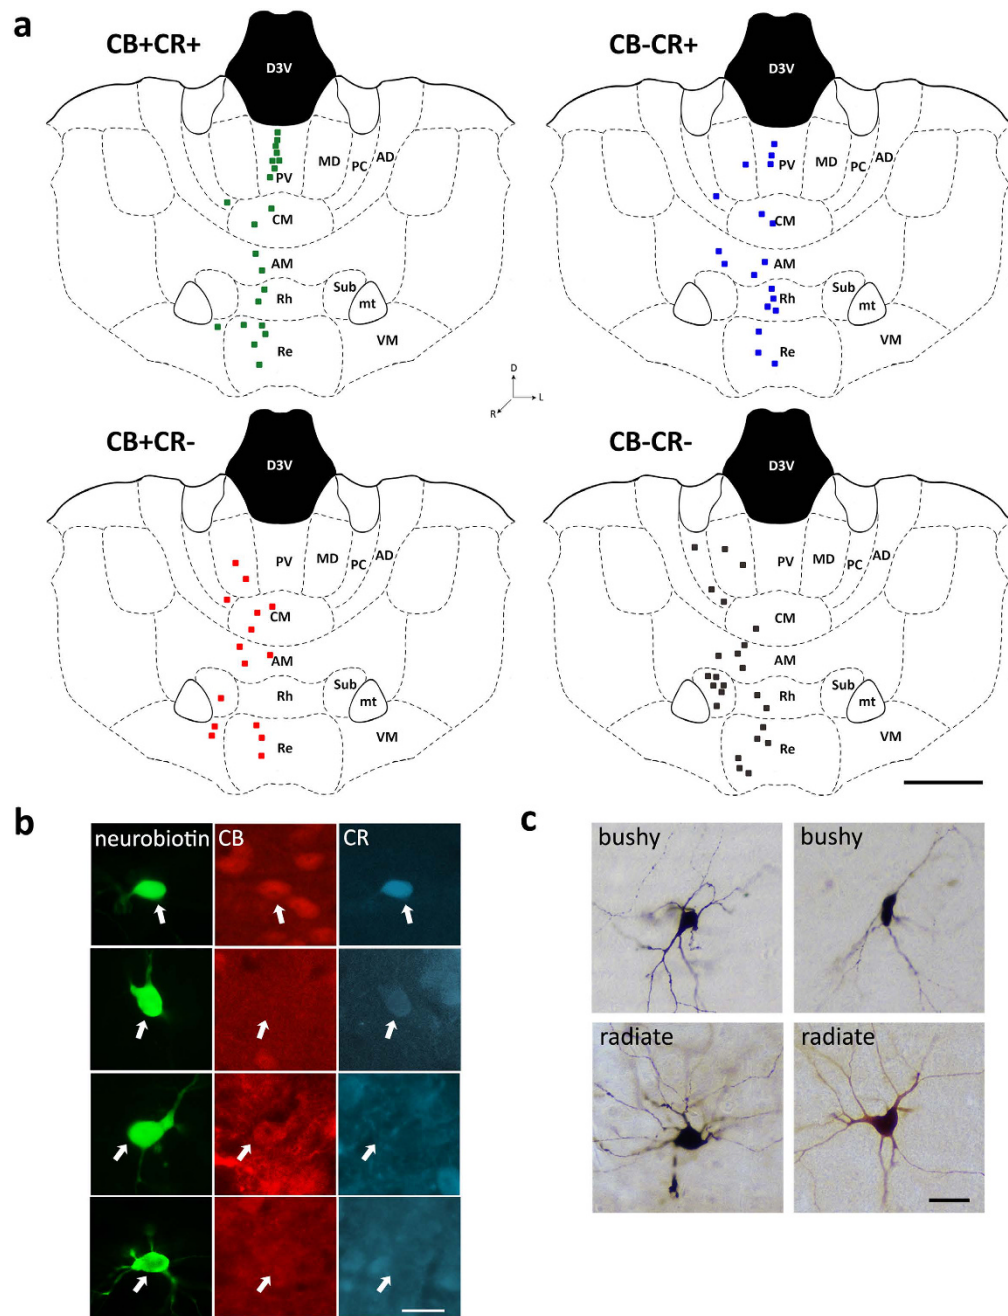 a
CB+CR+
D3V
MD
PC
AD
PV
CM
AM
Sub
mt
Rh
VM
Re
CB-CR+
D3V
MD
PC
AD
PV
CM
AM
Sub
mt
Rh
VM
Re
D
L
R
CB+CR-
D3V
PV
MD
PC
AD
CM
AM
Rh
Sub
mt
VM
Re
CB-CR-
D3V
PV
MD
PC
AD
CM
AM
Rh
Sub
mt
VM
Re
b
neurobiotin
CB
CR
c
bushy
bushy
radiate
radiate